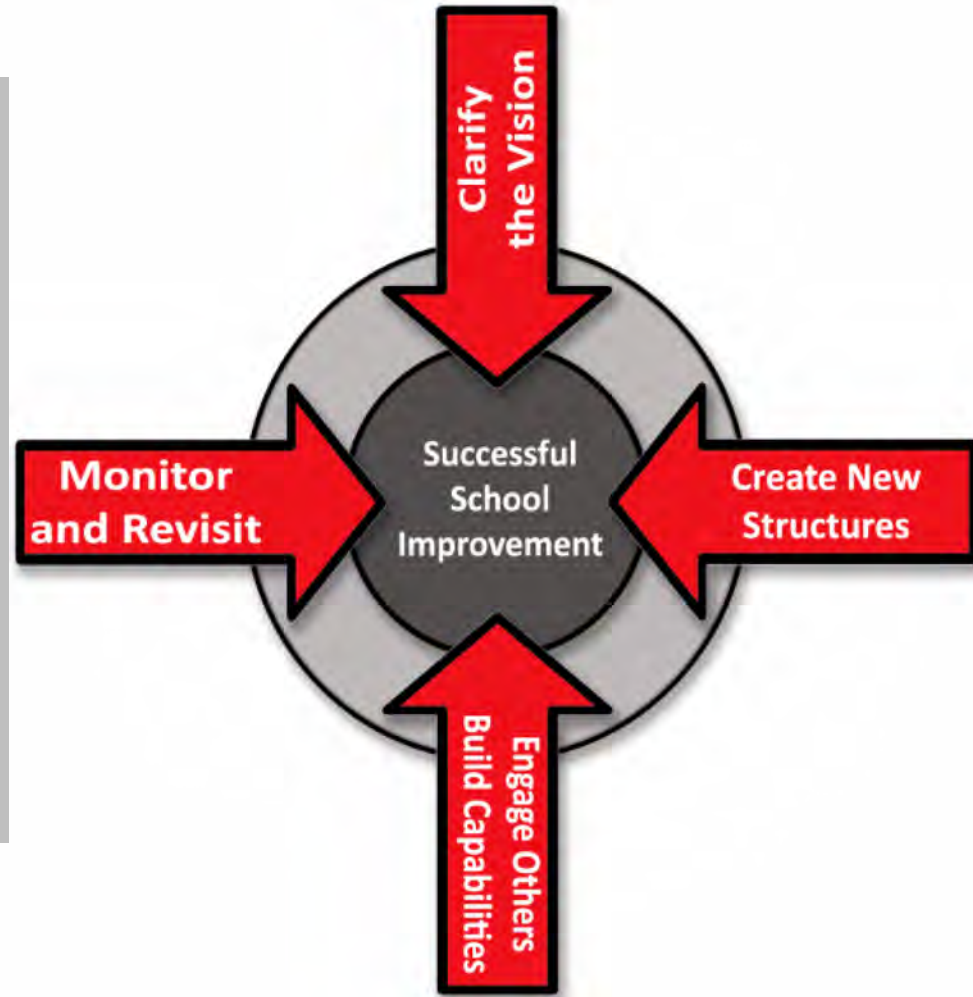 Clarify
the Vision
Monitor
and Revisit
Successful
School
Improvement
Create New
Structures
Engage Others
Build Capabilities